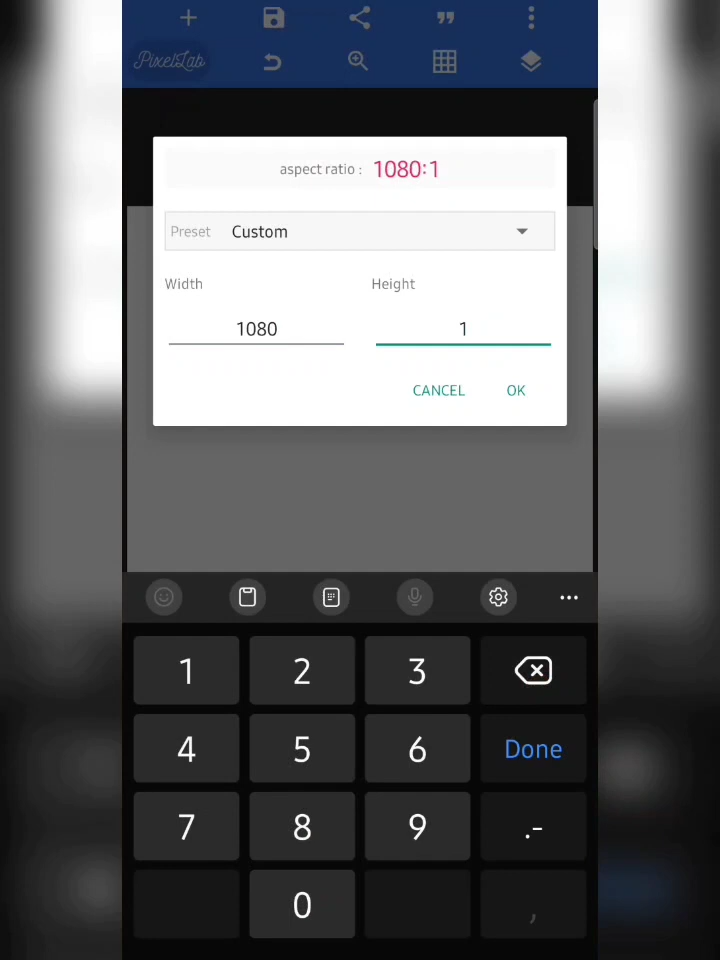 PixelLab
aspect ratio : 1080:1
Preset Custom
Width Height
1080 1
CANCEL OK
1 2 3
4 5 6 Done
7 8 9 .-
0 ,